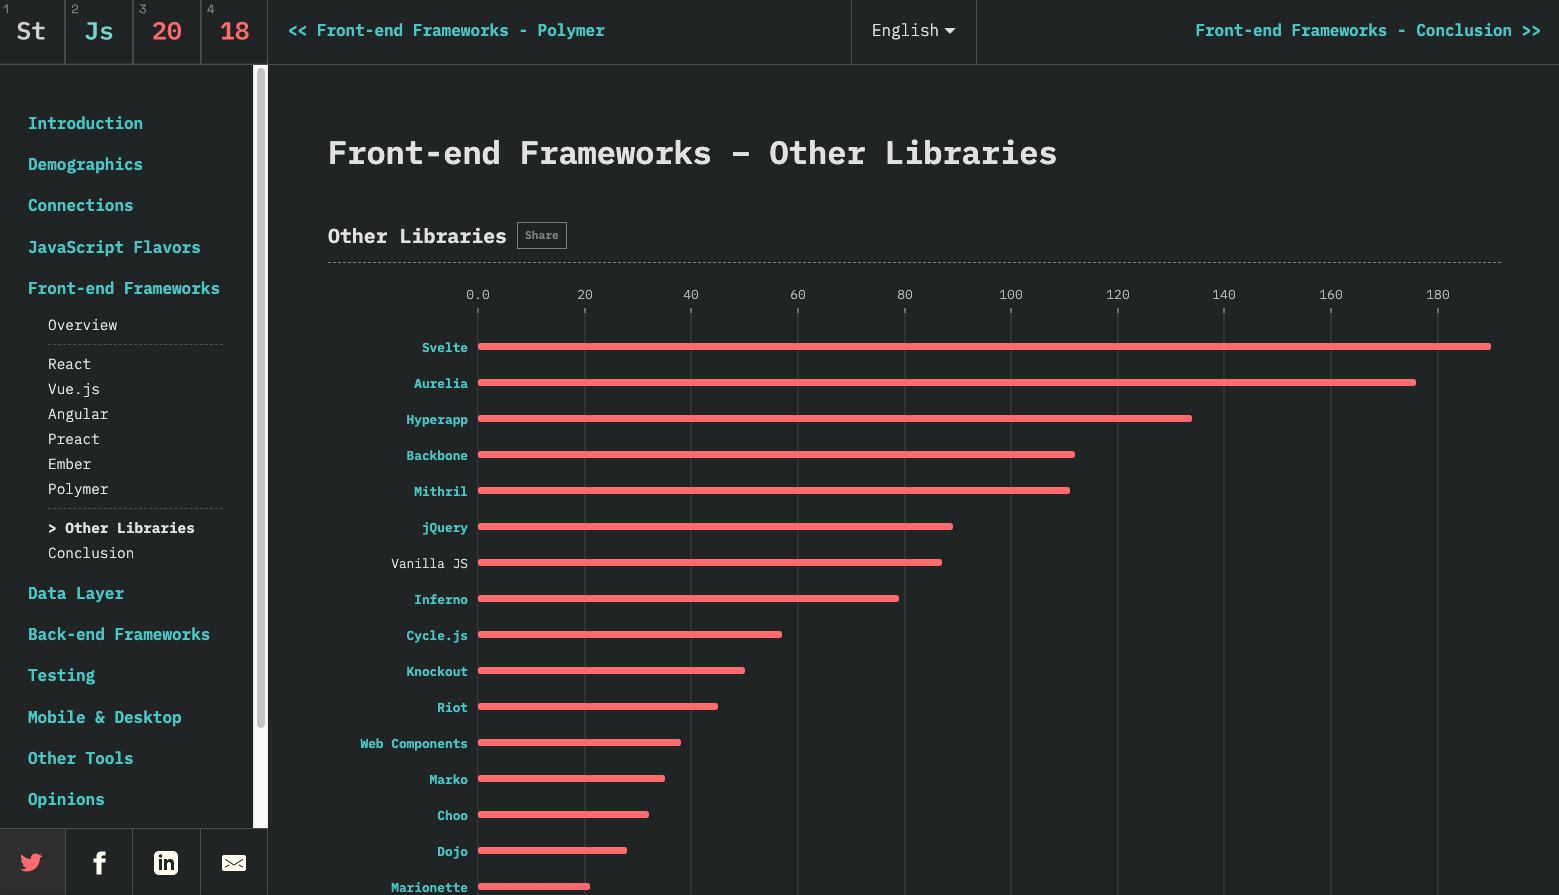 1 2 3 4
St Js 20 18
<< Front-end Frameworks - Polymer
English
Front-end Frameworks - Conclusion >>
Introduction
Demographics
Connections
JavaScript Flavors
Front-end Frameworks
Overview
React
Vue.js
Angular
Preact
Ember
Polymer
> Other Libraries
Conclusion
Data Layer
Back-end Frameworks
Testing
Mobile & Desktop
Other Tools
Opinions
Front-end Frameworks – Other Libraries
Other Libraries Share
0.0 20 40 60 80 100 120 140 160 180
Svelte
Aurelia
Hyperapp
Backbone
Mithril
jQuery
Vanilla JS
Inferno
Cycle.js
Knockout
Riot
Web Components
Marko
Choo
Dojo
Marionette